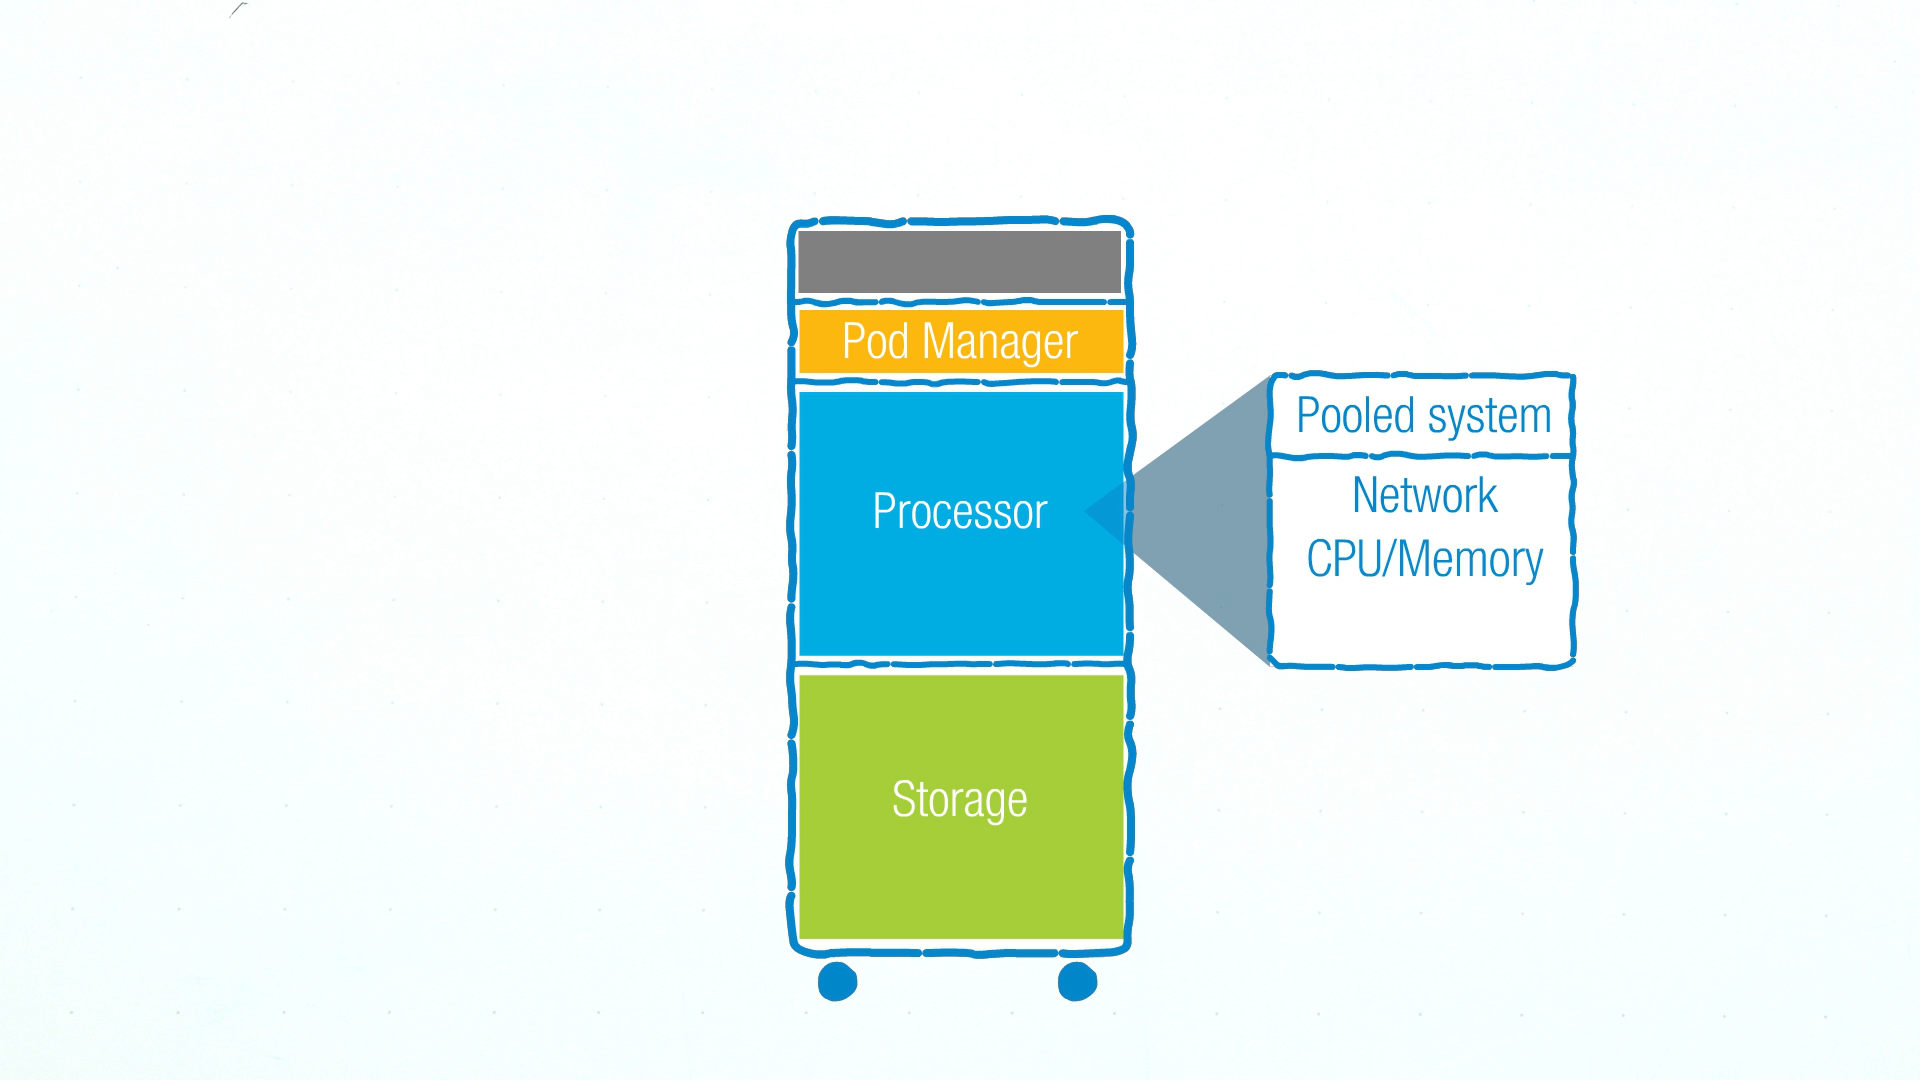 Pod Manager
Processor
Storage
Pooled system
Network
CPU/Memory